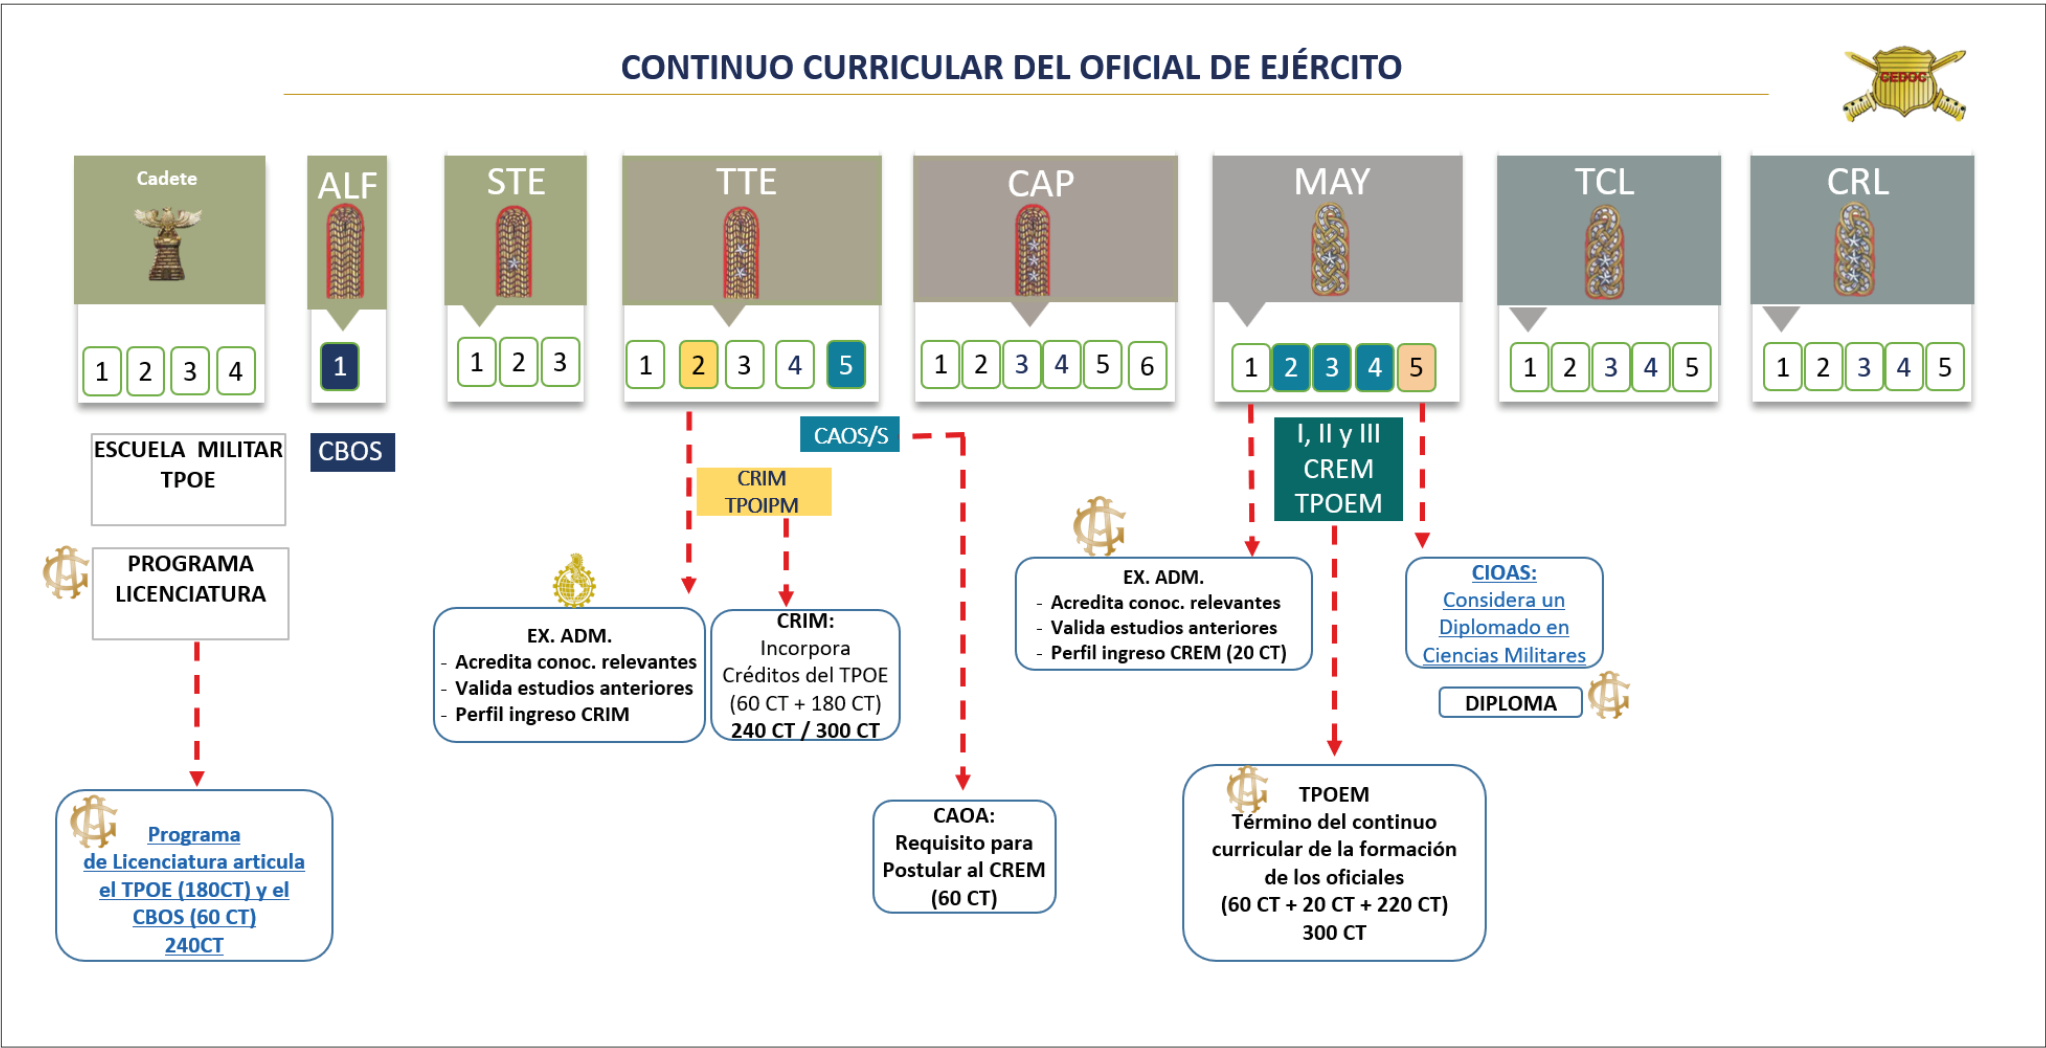 CONTINUO CURRICULAR DEL OFICIAL DE EJÉRCITO
CEDOC
Cadete
1 2 3 4
ALF
1
STE
1 2 3
TTE
1 2 3 4 5
CAP
1 2 3 4 5 6
MAY
1 2 3 4 5
TCL
1 2 3 4 5
CRL
1 2 3 4 5
ESCUELA MILITAR
TPOE
CBOS
PROGRAMA
LICENCIATURA
Programa
de Licenciatura articula
el TPOE (180CT) y el
CBOS (60 CT)
240CT
CAOS/S
CRIM
TPOIPM
EX. ADM.
- Acredita conoc. relevantes
- Valida estudios anteriores
- Perfil ingreso CRIM
CRIM:
Incorpora
Créditos del TPOE
(60 CT + 180 CT)
240 CT / 300 CT
CAOA:
Requisito para
Postular al CREM
(60 CT)
I, II y III
CREM
TPOEM
EX. ADM.
- Acredita conoc. relevantes
- Valida estudios anteriores
- Perfil ingreso CREM (20 CT)
CIOAS:
Considera un
Diplomado en
Ciencias Militares
DIPLOMA
TPOEM
Término del continuo
curricular de la formación
de los oficiales
(60 CT + 20 CT + 220 CT)
300 CT